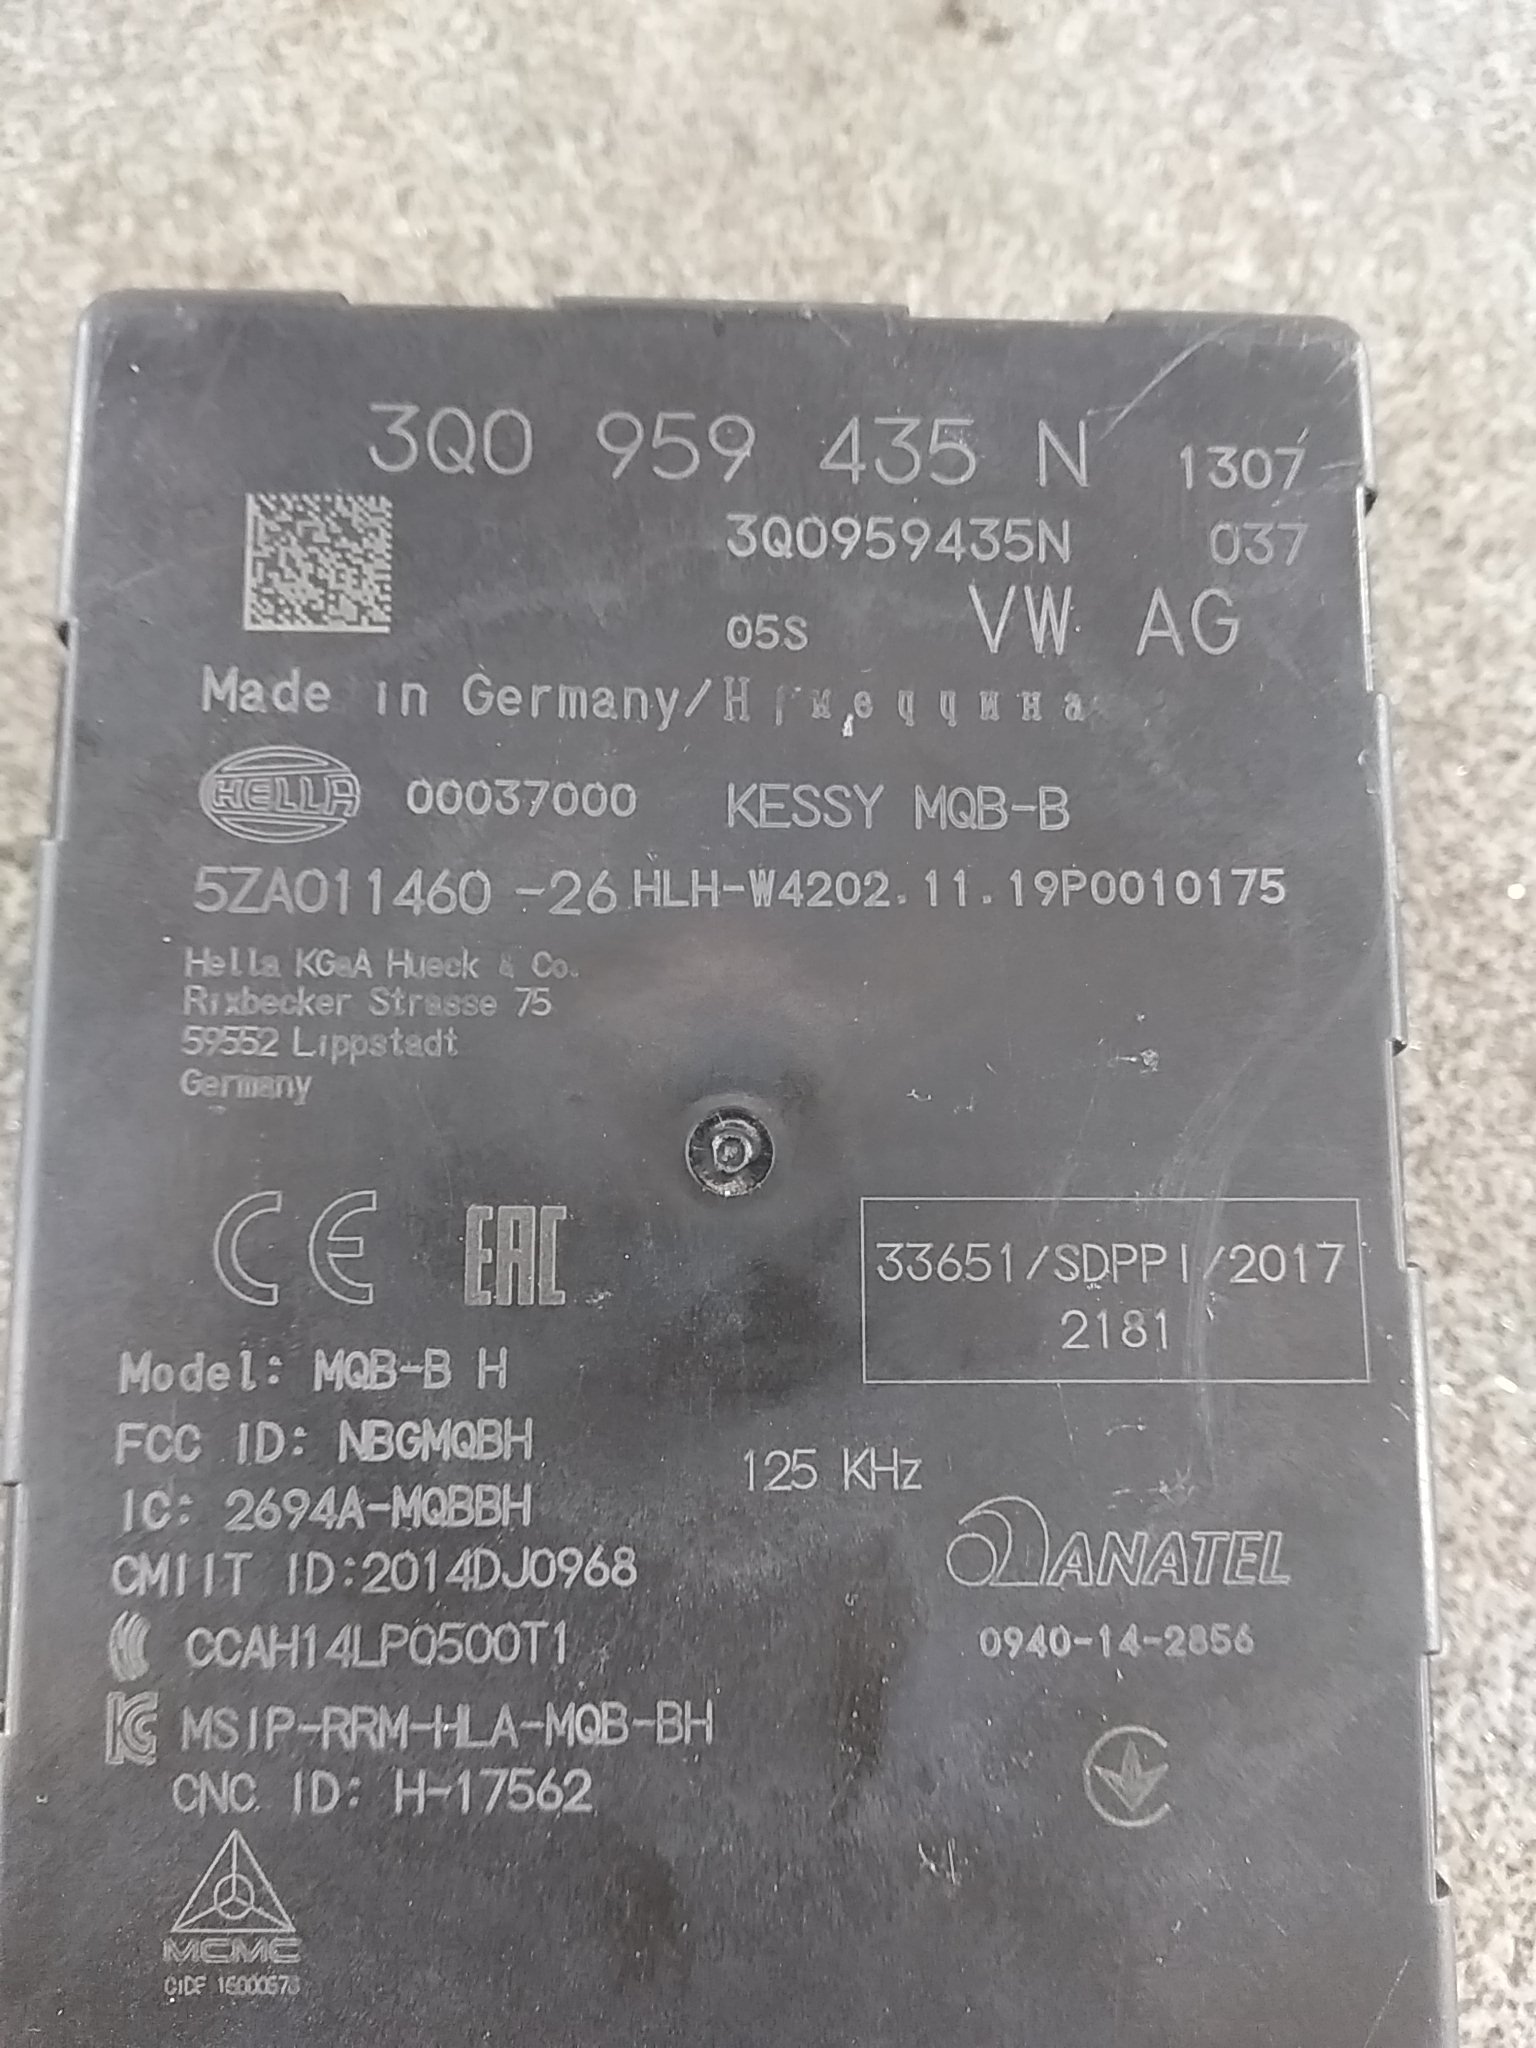 3Q0 959 435 N 1307
3Q0959435N 037
05S VW AG
Made in Germany/
HELLA 00037000 KESSY MQB-B
5ZA011460-26 HLH-W4202.11.19P0010175
Hella KGaA Hueck & Co.
Rixbecker Strasse 75
59552 Lippstadt
Germany
CE EAC
33651/SDPPI/2017
2181
Model: MQB-B H
FCC ID: NBGMQBH
125 KHz
IC: 2694A-MQBBH
CMIIT ID:2014DJ0968
ANATEL
CCAH14LP0500T1
0940-14-2856
MSIP-RRM-HLA-MQB-BH
CNC ID: H-17562
MCMC